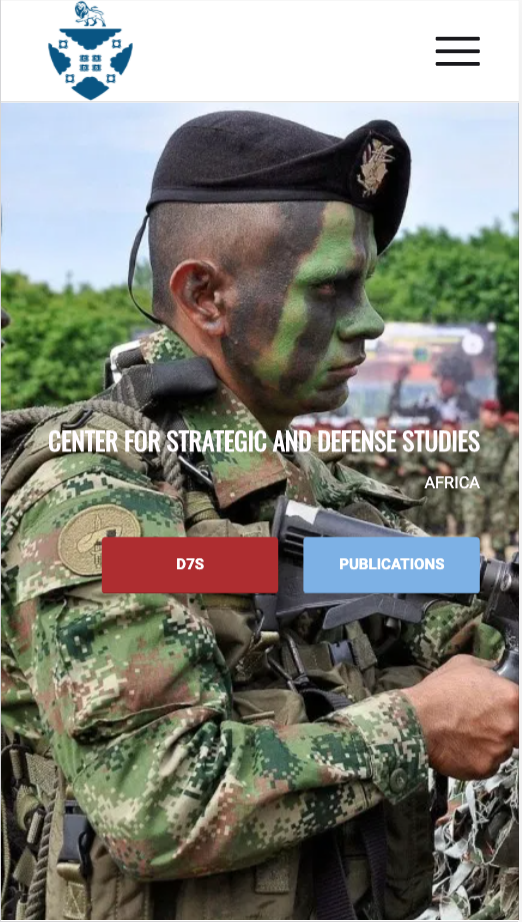 CENTER FOR STRATEGIC AND DEFENSE STUDIES
AFRICA
D7S
PUBLICATIONS